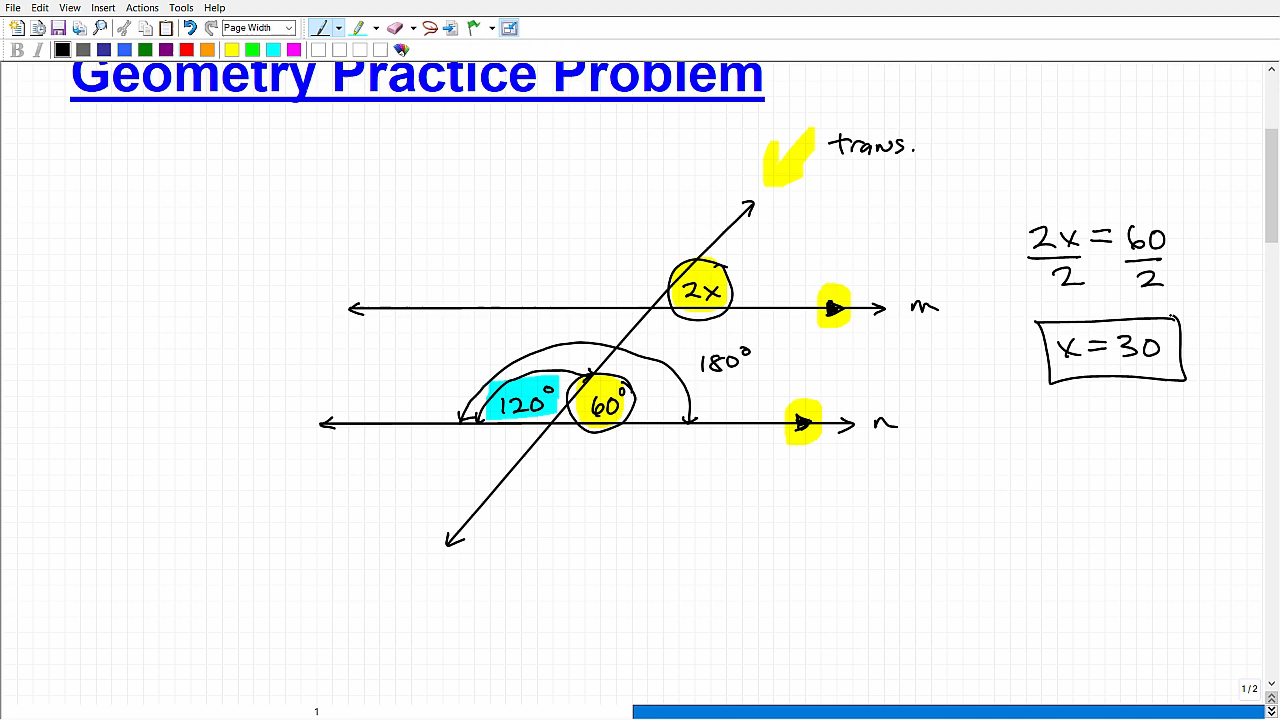 File Edit View Insert Actions Tools Help
Page Width
B I
Geometry Practice Problem
trans.
2x = 60
2 2
2x
m
x = 30
180°
120° 60°
n
1/2
1